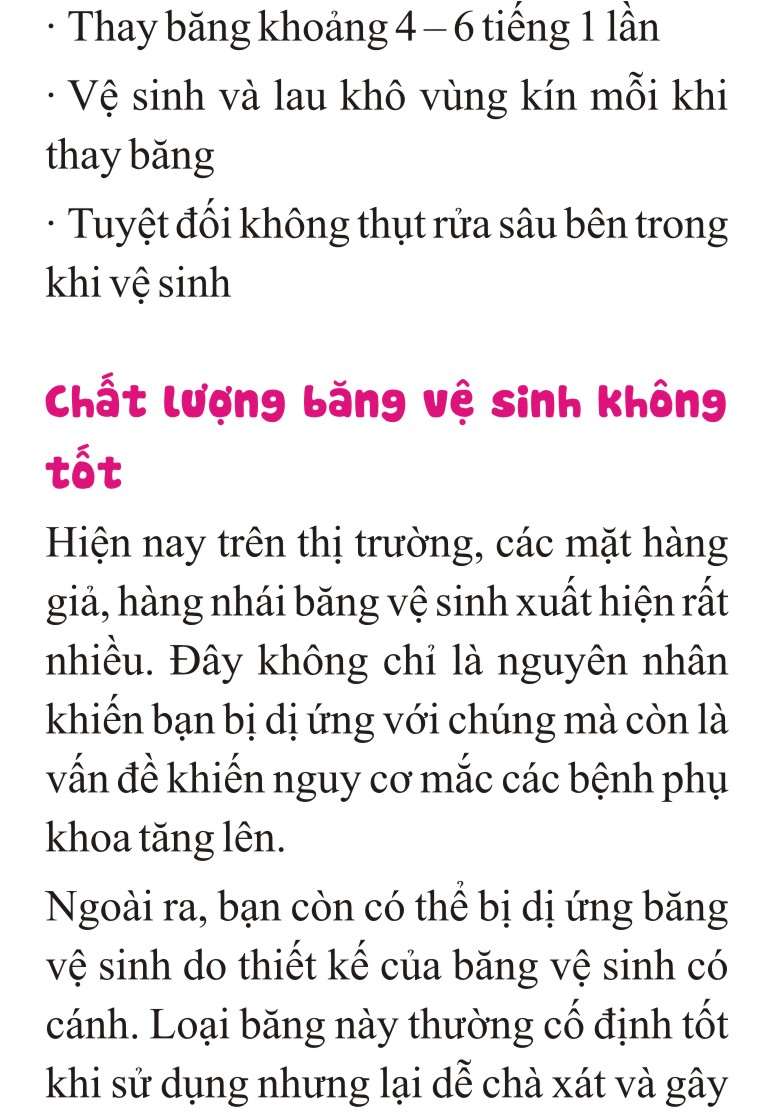 · Thay băng khoảng 4 – 6 tiếng 1 lần
· Vệ sinh và lau khô vùng kín mỗi khi
thay băng
· Tuyệt đối không thụt rửa sâu bên trong
khi vệ sinh
Chất lượng băng vệ sinh không
tốt
Hiện nay trên thị trường, các mặt hàng
giả, hàng nhái băng vệ sinh xuất hiện rất
nhiều. Đây không chỉ là nguyên nhân
khiến bạn bị dị ứng với chúng mà còn là
vấn đề khiến nguy cơ mắc các bệnh phụ
khoa tăng lên.
Ngoài ra, bạn còn có thể bị dị ứng băng
vệ sinh do thiết kế của băng vệ sinh có
cánh. Loại băng này thường cố định tốt
khi sử dụng nhưng lại dễ chà xát và gây